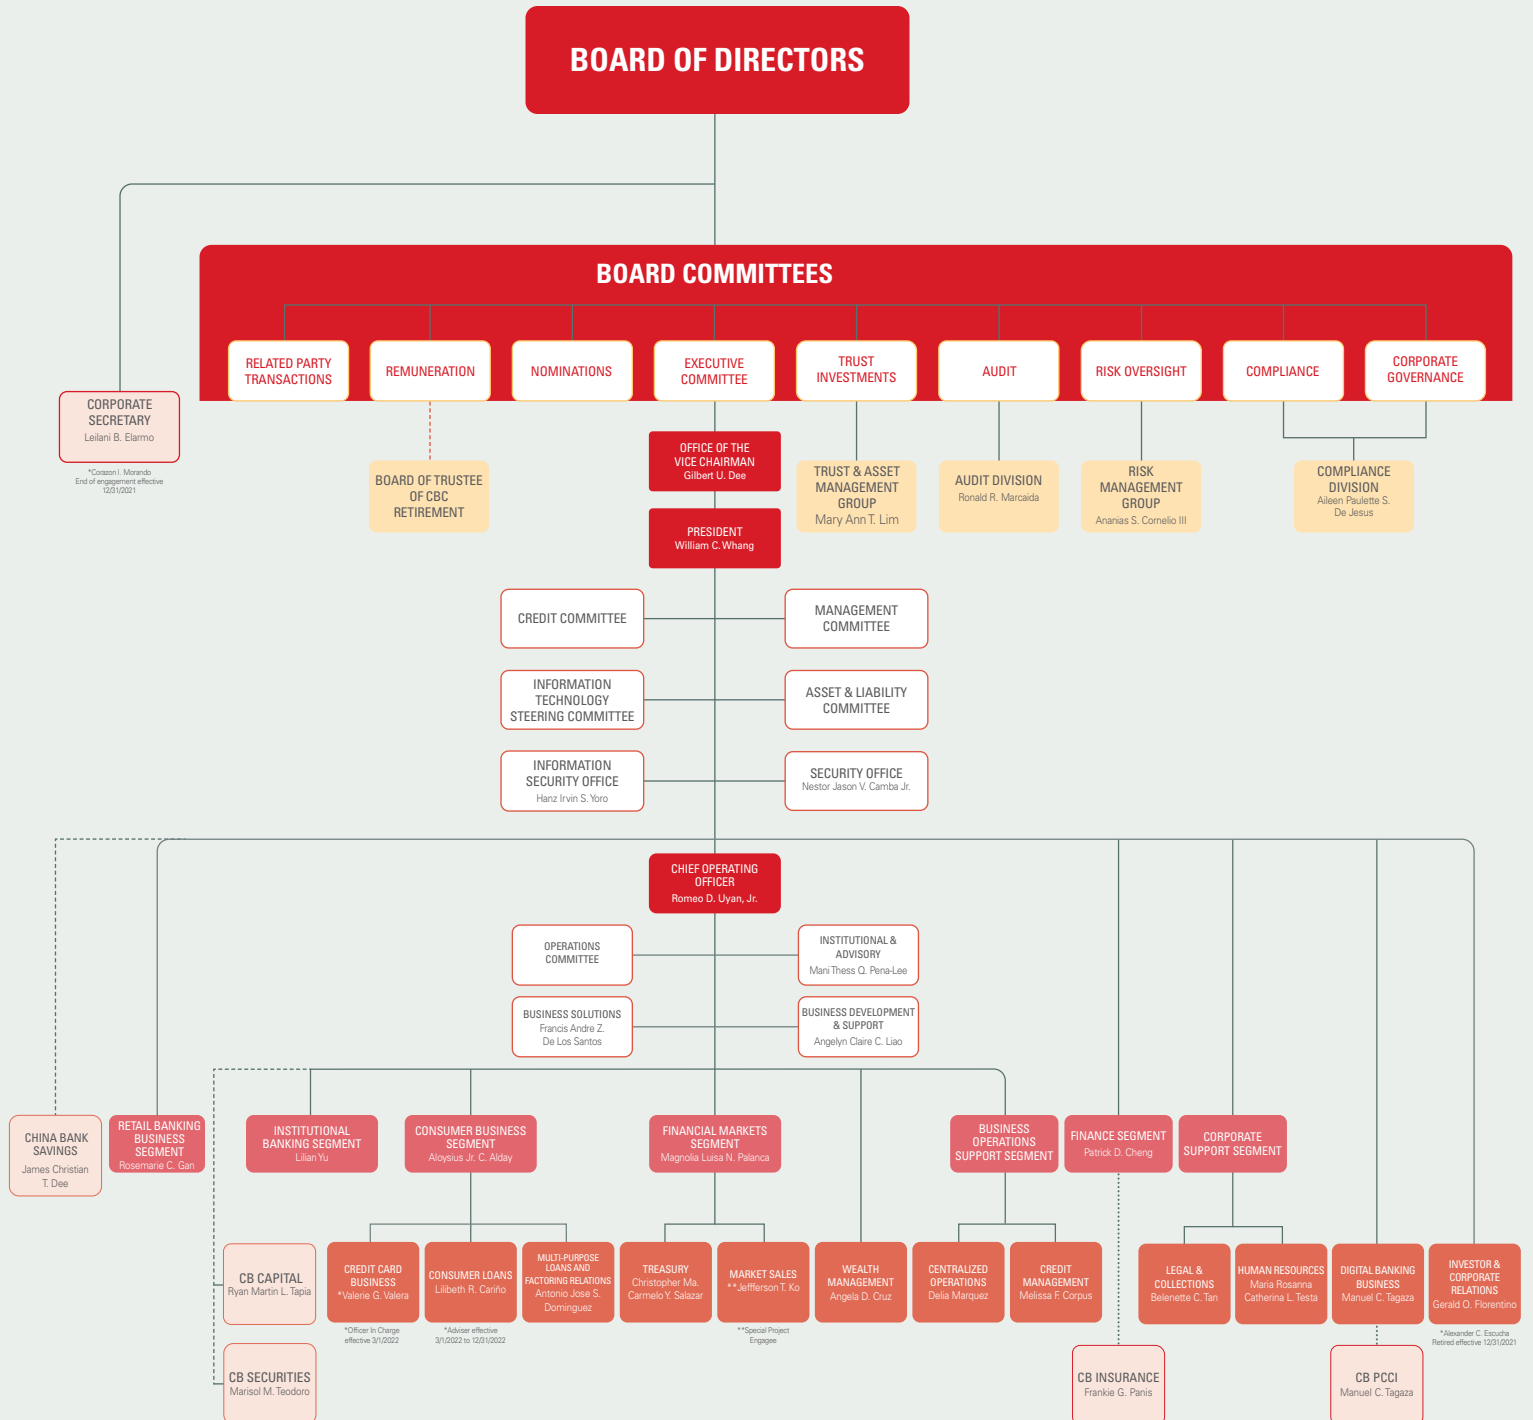 BOARD OF DIRECTORS
BOARD COMMITTEES
RELATED PARTY
TRANSACTIONS
REMUNERATION
NOMINATIONS
EXECUTIVE
COMMITTEE
TRUST
INVESTMENTS
AUDIT
RISK OVERSIGHT
COMPLIANCE
CORPORATE
GOVERNANCE
CORPORATE
SECRETARY
Leilani B. Elarmo
*Corazon I. Morando
End of engagement effective
12/31/2021
BOARD OF TRUSTEE
OF CBC
RETIREMENT
OFFICE OF THE
VICE CHAIRMAN
Gilbert U. Dee
TRUST & ASSET
MANAGEMENT
GROUP
Mary Ann T. Lim
AUDIT DIVISION
Ronald R. Marcaida
RISK
MANAGEMENT
GROUP
Ananias S. Cornelio III
COMPLIANCE
DIVISION
Aileen Paulette S.
De Jesus
PRESIDENT
William C. Whang
CREDIT COMMITTEE
MANAGEMENT
COMMITTEE
INFORMATION
TECHNOLOGY
STEERING COMMITTEE
ASSET & LIABILITY
COMMITTEE
INFORMATION
SECURITY OFFICE
Hanz Irvin S. Yoro
SECURITY OFFICE
Nestor Jason V. Camba Jr.
CHIEF OPERATING
OFFICER
Romeo D. Uyan, Jr.
OPERATIONS
COMMITTEE
INSTITUTIONAL &
ADVISORY
Mani Thess Q. Pena-Lee
BUSINESS SOLUTIONS
Francis Andre Z.
De Los Santos
BUSINESS DEVELOPMENT
& SUPPORT
Angelyn Claire C. Liao
CHINA BANK
SAVINGS
James Christian
T. Dee
RETAIL BANKING
BUSINESS
SEGMENT
Rosemarie C. Gan
INSTITUTIONAL
BANKING SEGMENT
Lilian Yu
CONSUMER BUSINESS
SEGMENT
Aloysius Jr. C. Alday
FINANCIAL MARKETS
SEGMENT
Magnolia Luisa N. Palanca
BUSINESS
OPERATIONS
SUPPORT SEGMENT
FINANCE SEGMENT
Patrick D. Cheng
CORPORATE
SUPPORT SEGMENT
CB CAPITAL
Ryan Martin L. Tapia
CREDIT CARD
BUSINESS
*Valerie G. Valera
*Officer In Charge
effective 3/1/2022
CONSUMER LOANS
Lilibeth R. Cariño
*Adviser effective
3/1/2022 to 12/31/2022
MULTI-PURPOSE
LOANS AND
FACTORING RELATIONS
Antonio Jose S.
Dominguez
TREASURY
Christopher Ma.
Carmelo Y. Salazar
MARKET SALES
**Jeffferson T. Ko
**Special Project
Engagee
WEALTH
MANAGEMENT
Angela D. Cruz
CENTRALIZED
OPERATIONS
Delia Marquez
CREDIT
MANAGEMENT
Melissa F. Corpus
LEGAL &
COLLECTIONS
Belenette C. Tan
HUMAN RESOURCES
Maria Rosanna
Catherina L. Testa
DIGITAL BANKING
BUSINESS
Manuel C. Tagaza
INVESTOR &
CORPORATE
RELATIONS
Gerald O. Florentino
*Alexander C. Escucha
Retired effective 12/31/2021
CB SECURITIES
Marisol M. Teodoro
CB INSURANCE
Frankie G. Panis
CB PCCI
Manuel C. Tagaza